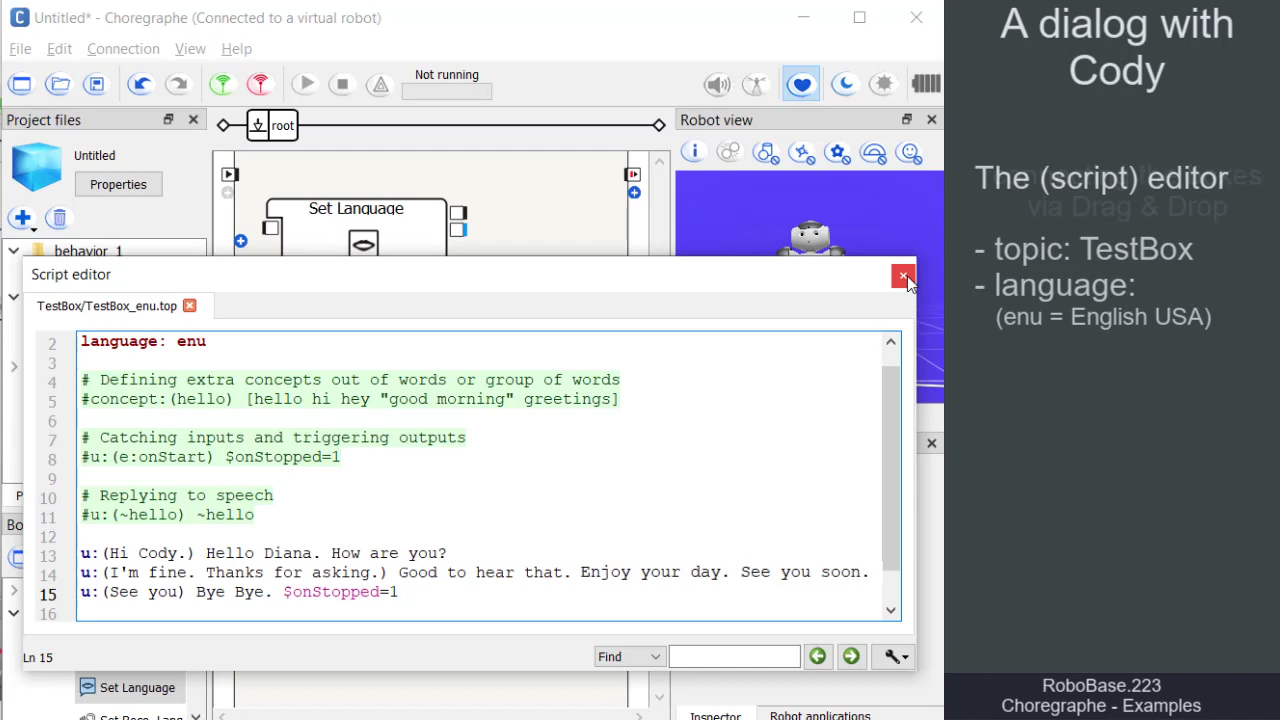 Untitled* - Choregraphe (Connected to a virtual robot)
File Edit Connection View Help
Not running
Project files
root
Robot view
Untitled
Properties
behavior_1
Set Language
Script editor
TestBox/TestBox_enu.top
2 language: enu
3
4 # Defining extra concepts out of words or group of words
5 #concept:(hello) [hello hi hey "good morning" greetings]
6
7 # Catching inputs and triggering outputs
8 #u:(e:onStart) $onStopped=1
9
10 # Replying to speech
11 #u:(~hello) ~hello
12
13 u:(Hi Cody.) Hello Diana. How are you?
14 u:(I'm fine. Thanks for asking.) Good to hear that. Enjoy your day. See you soon.
15 u:(See you) Bye Bye. $onStopped=1
16
Ln 15
Find
Set Language
Inspector
Robot applications
A dialog with
Cody
The (script) editor
via Drag & Drop
- topic: TestBox
- language:
(enu = English USA)
RoboBase.223
Choregraphe - Examples